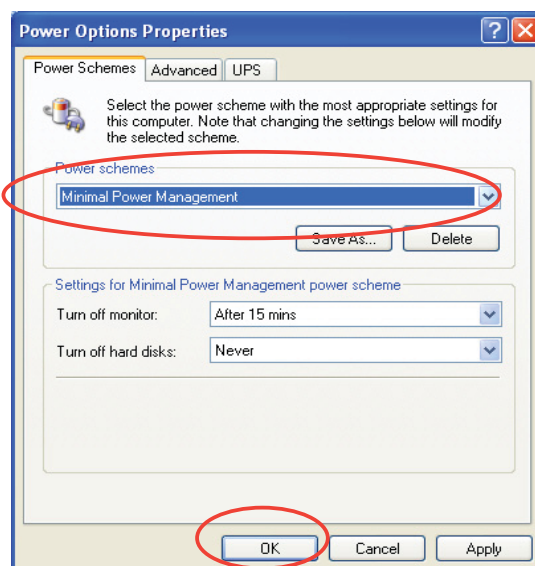 Power Options Properties
Power Schemes Advanced UPS
Select the power scheme with the most appropriate settings for
this computer. Note that changing the settings below will modify
the selected scheme.
Power schemes
Minimal Power Management
Save As... Delete
Settings for Minimal Power Management power scheme
Turn off monitor: After 15 mins
Turn off hard disks: Never
OK Cancel Apply